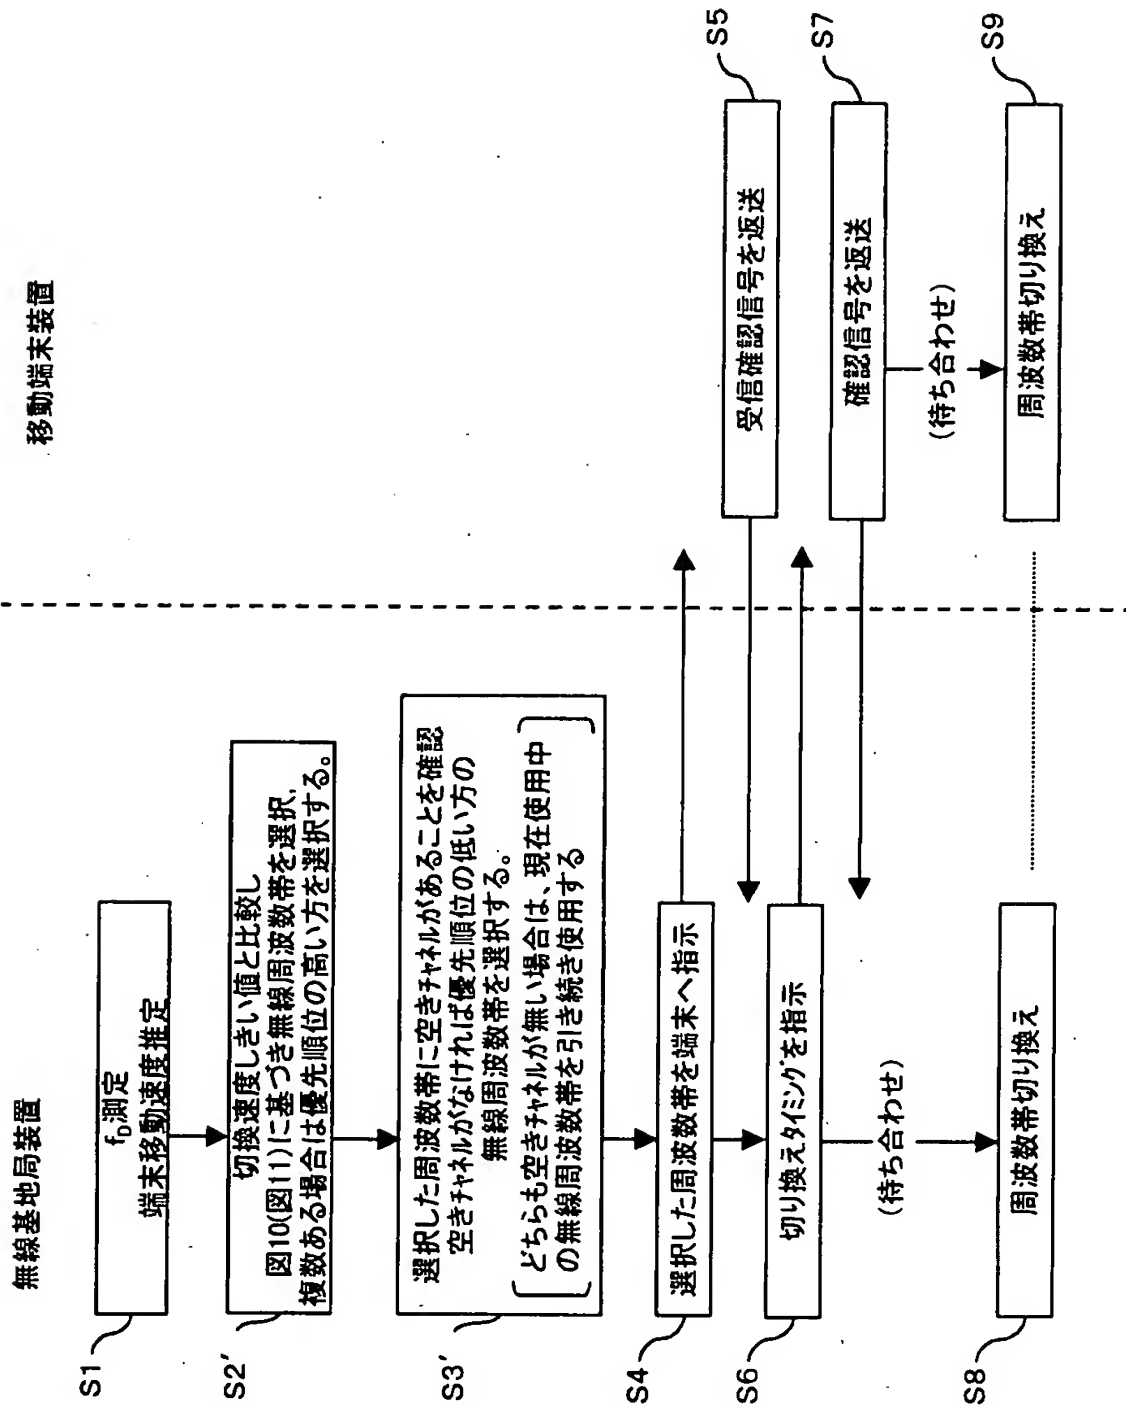 無線基地局装置
移動端末装置
S1
fD測定
端末移動速度推定
S2'
切換速度しきい値と比較し
図10(図11)に基づき無線周波数帯を選択,
複数ある場合は優先順位の高い方を選択する。
S3'
選択した周波数帯に空きチャネルがあることを確認
空きチャネルがなければ優先順位の低い方の
無線周波数帯を選択する。
どちらも空きチャネルが無い場合は、現在使用中
の無線周波数帯を引き続き使用する
S4
選択した周波数帯を端末へ指示
受信確認信号を返送
S5
S6
切り換えタイミングを指示
確認信号を返送
S7
(待ち合わせ)
(待ち合わせ)
S8
周波数帯切り換え
周波数帯切り換え
S9